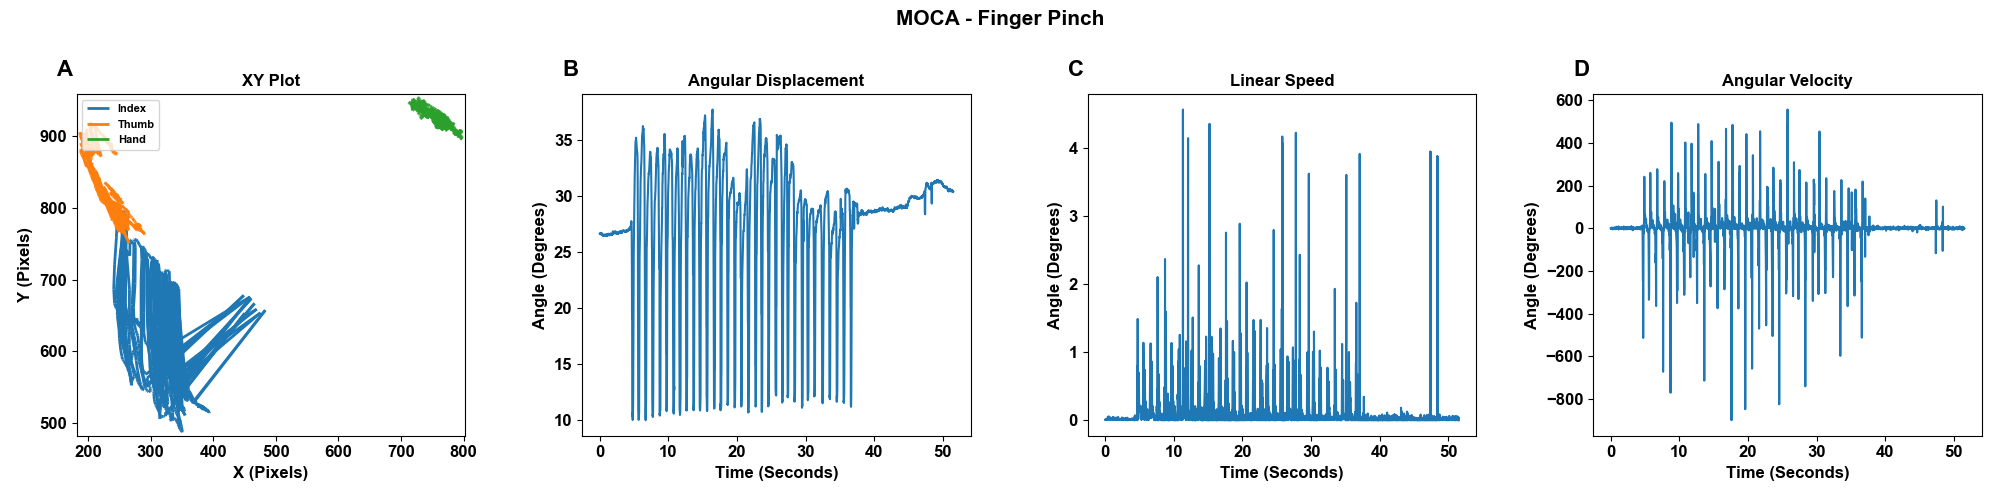 MOCA - Finger Pinch
A
XY Plot
Index
Thumb
Hand
900
800
700
600
500
200 300 400 500 600 700 800
Y (Pixels)
X (Pixels)
B
Angular Displacement
35
30
25
20
15
10
0 10 20 30 40 50
Angle (Degrees)
Time (Seconds)
C
Linear Speed
4
3
2
1
0
0 10 20 30 40 50
Angle (Degrees)
Time (Seconds)
D
Angular Velocity
600
400
200
0
−200
−400
−600
−800
0 10 20 30 40 50
Angle (Degrees)
Time (Seconds)